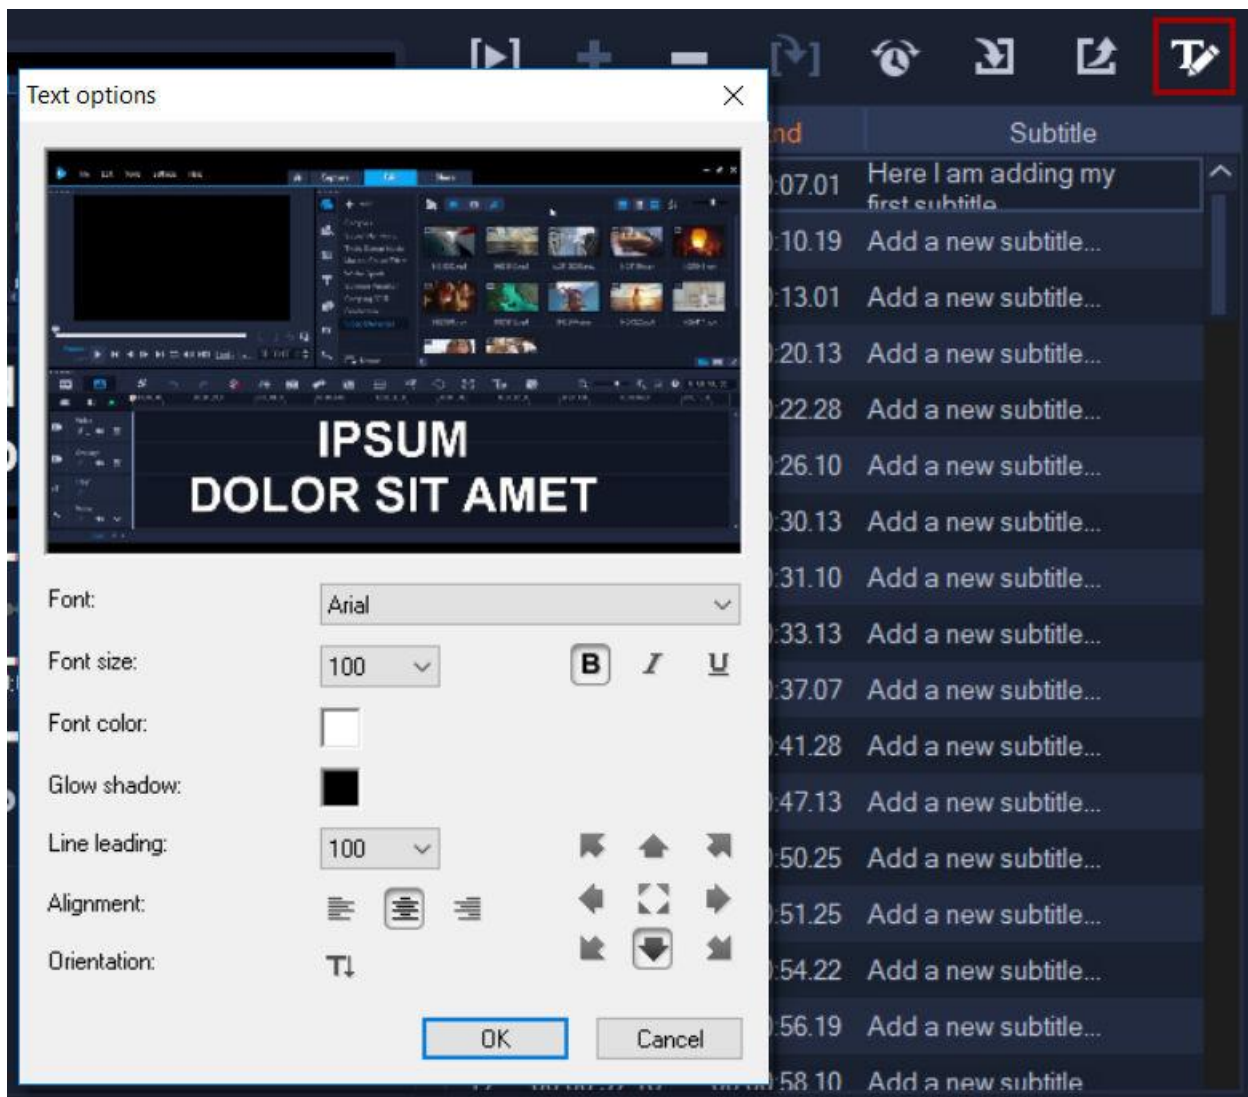 Text options
End
Subtitle
:07.01
Here I am adding my
first subtitle
:10.19
Add a new subtitle...
:13.01
Add a new subtitle...
:20.13
Add a new subtitle...
:22.28
Add a new subtitle...
:26.10
Add a new subtitle...
:30.13
Add a new subtitle...
:31.10
Add a new subtitle...
:33.13
Add a new subtitle...
:37.07
Add a new subtitle...
:41.28
Add a new subtitle...
:47.13
Add a new subtitle...
:50.25
Add a new subtitle...
:51.25
Add a new subtitle...
:54.22
Add a new subtitle...
:56.19
Add a new subtitle...
:58.10
Add a new subtitle
IPSUM
DOLOR SIT AMET
Font:
Arial
Font size:
100
B I U
Font color:
Glow shadow:
Line leading:
100
Alignment:
Orientation:
OK
Cancel